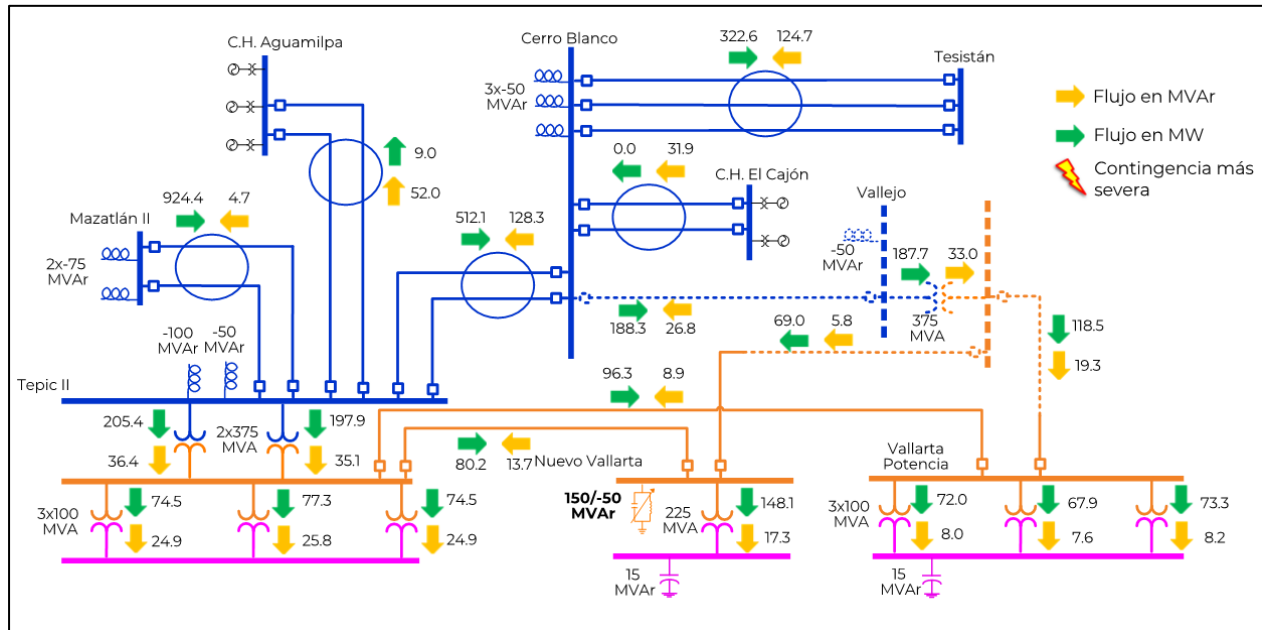 C.H. Aguamilpa
Cerro Blanco
322.6
124.7
Tesistán
3x-50
MVAr
Flujo en MVAr
Flujo en MW
Contingencia más
severa
9.0
52.0
0.0
31.9
C.H. El Cajón
Mazatlán II
924.4
4.7
2x-75
MVAr
512.1
128.3
Vallejo
-50
MVAr
187.7
33.0
375
MVA
188.3
26.8
69.0
5.8
118.5
19.3
-100
MVAr
-50
MVAr
Tepic II
96.3
8.9
205.4
2x375
MVA
197.9
36.4
35.1
80.2
13.7
Nuevo Vallarta
Vallarta
Potencia
3x100
MVA
74.5
77.3
74.5
24.9
25.8
24.9
150/-50
MVAr
225
MVA
148.1
17.3
15
MVAr
3x100
MVA
72.0
67.9
73.3
8.0
7.6
8.2
15
MVAr